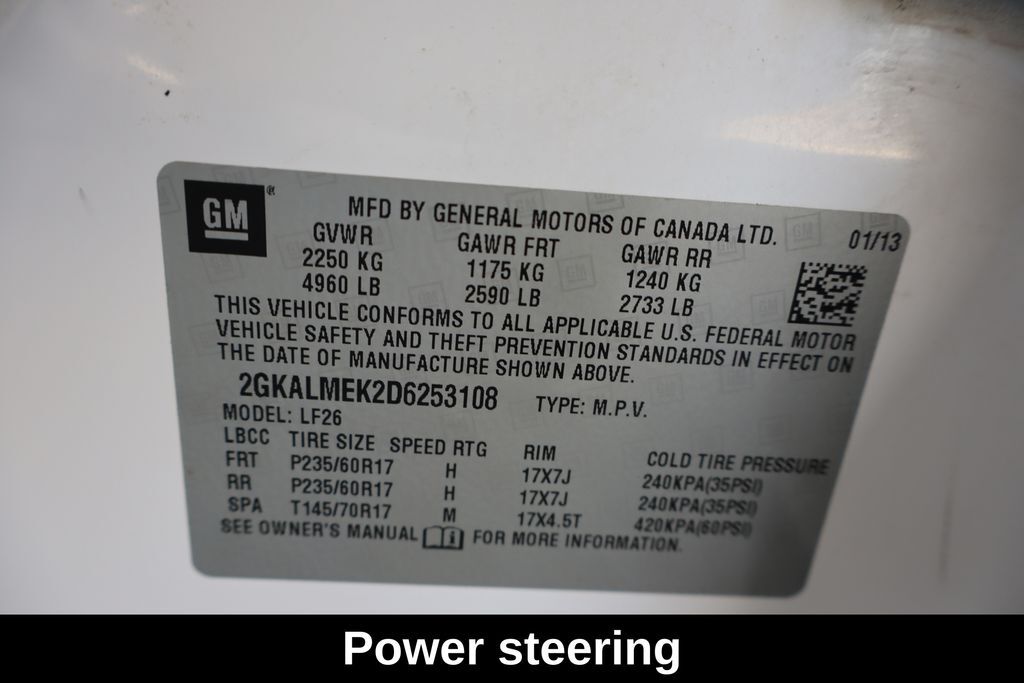 GM ®
MFD BY GENERAL MOTORS OF CANADA LTD.
01/13
GVWR GAWR FRT GAWR RR
2250 KG 1175 KG 1240 KG
4960 LB 2590 LB 2733 LB
THIS VEHICLE CONFORMS TO ALL APPLICABLE U.S. FEDERAL MOTOR
VEHICLE SAFETY AND THEFT PREVENTION STANDARDS IN EFFECT ON
THE DATE OF MANUFACTURE SHOWN ABOVE.
2GKALMEK2D6253108 TYPE: M.P.V.
MODEL: LF26
LBCC TIRE SIZE SPEED RTG RIM COLD TIRE PRESSURE
FRT P235/60R17 H 17X7J 240KPA(35PSI)
RR P235/60R17 H 17X7J 240KPA(35PSI)
SPA T145/70R17 M 17X4.5T 420KPA(60PSI)
SEE OWNER'S MANUAL FOR MORE INFORMATION.
Power steering